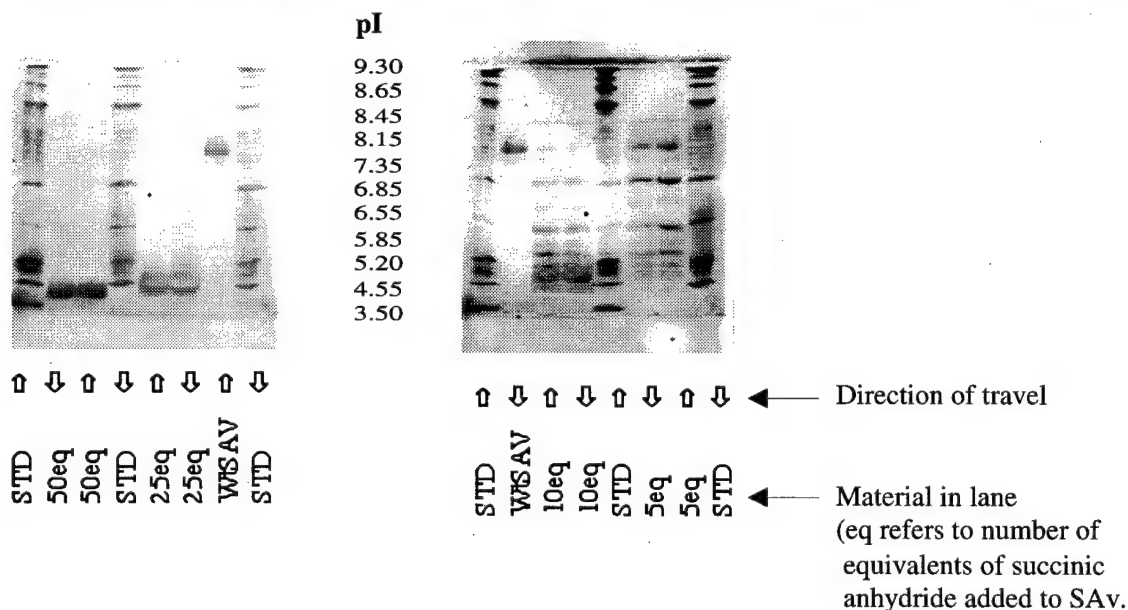 pI
9.30
8.65
8.45
8.15
7.35
6.85
6.55
5.85
5.20
4.55
3.50
⇧ ⇩ ⇧ ⇩ ⇧ ⇩ ⇧ ⇩
STD 50eq 50eq STD 25eq 25eq WtSAV STD
⇧ ⇩ ⇧ ⇩ ⇧ ⇩ ⇧ ⇩
Direction of travel
STD WtSAV 10eq 10eq STD 5eq 5eq STD
Material in lane
(eq refers to number of
equivalents of succinic
anhydride added to SAv.